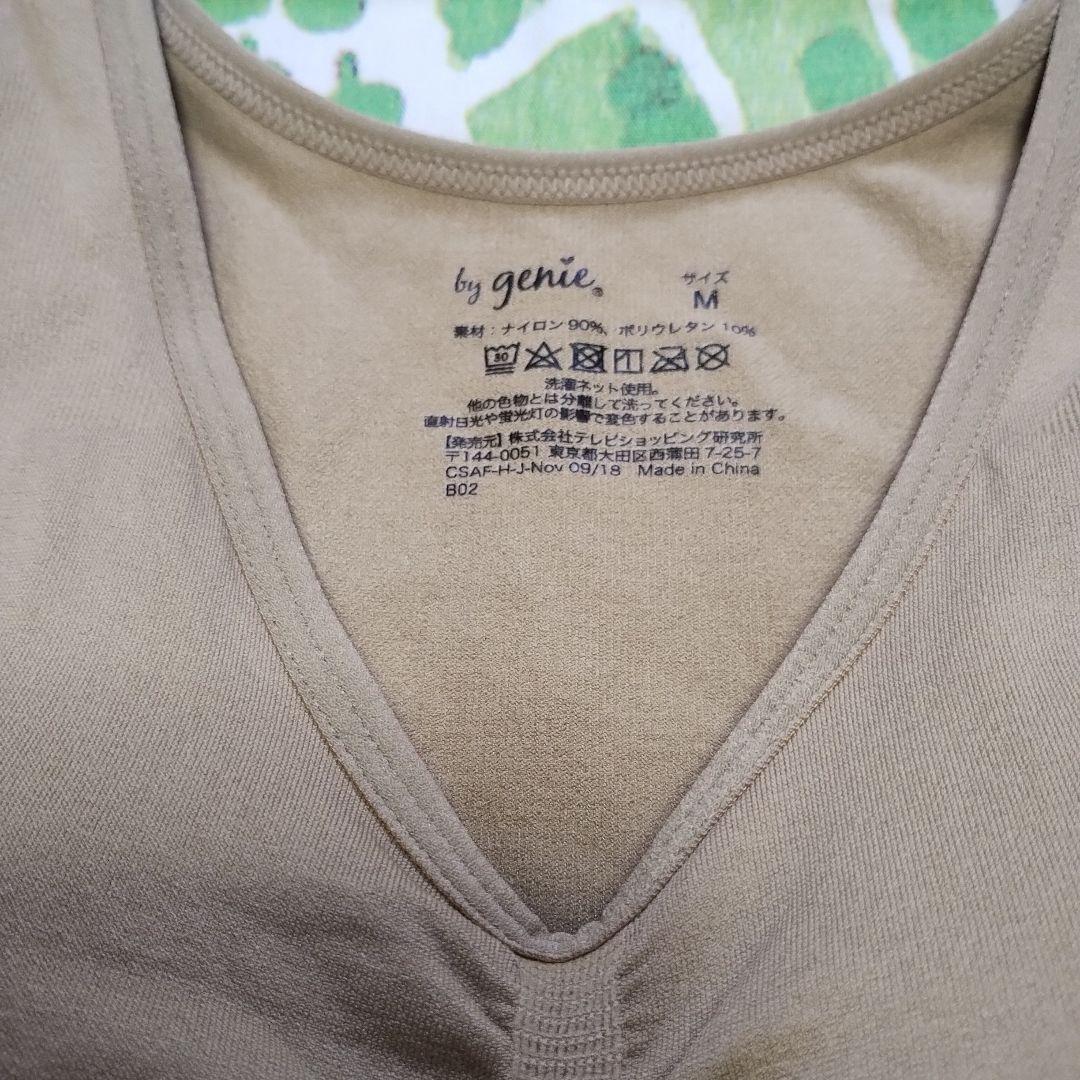 by genie®
サイズ
M
素材：ナイロン 90%、ポリウレタン 10%
30
洗濯ネット使用。
他の色物とは分離して洗ってください。
直射日光や蛍光灯の影響で変色することがあります。
【発売元】株式会社テレビショッピング研究所
〒144-0051 東京都大田区西蒲田 7-25-7
CSAF-H-J-Nov 09/18 Made in China
B02